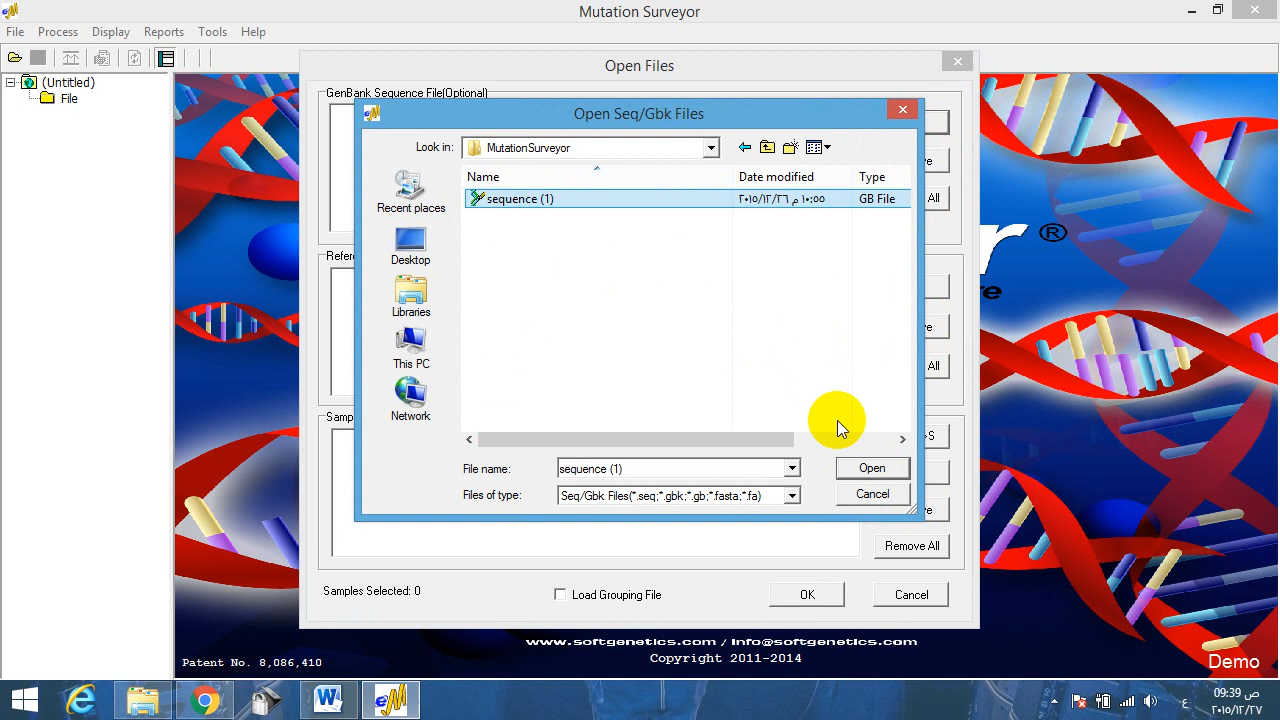 Mutation Surveyor
File Process Display Reports Tools Help
(Untitled)
File
Open Files
GenBank Sequence File(Optional)
Open Seq/Gbk Files
Look in: MutationSurveyor
Name Date modified Type
sequence (1) ٢٠١٥/١٢/٢٦ م ١٠:٥٥ GB File
Recent places
Desktop
Libraries
This PC
Network
All
®
All
File name: sequence (1) Open
Files of type: Seq/Gbk Files(*.seq;*.gbk;*.gb;*.fasta;*.fa) Cancel
Remove All
Samples Selected: 0 Load Grouping File OK Cancel
www.softgenetics.com / info@softgenetics.com
Patent No. 8,086,410 Copyright 2011-2014 Demo
ع
ص 09:39
٢٠١٥/١٢/٢٧